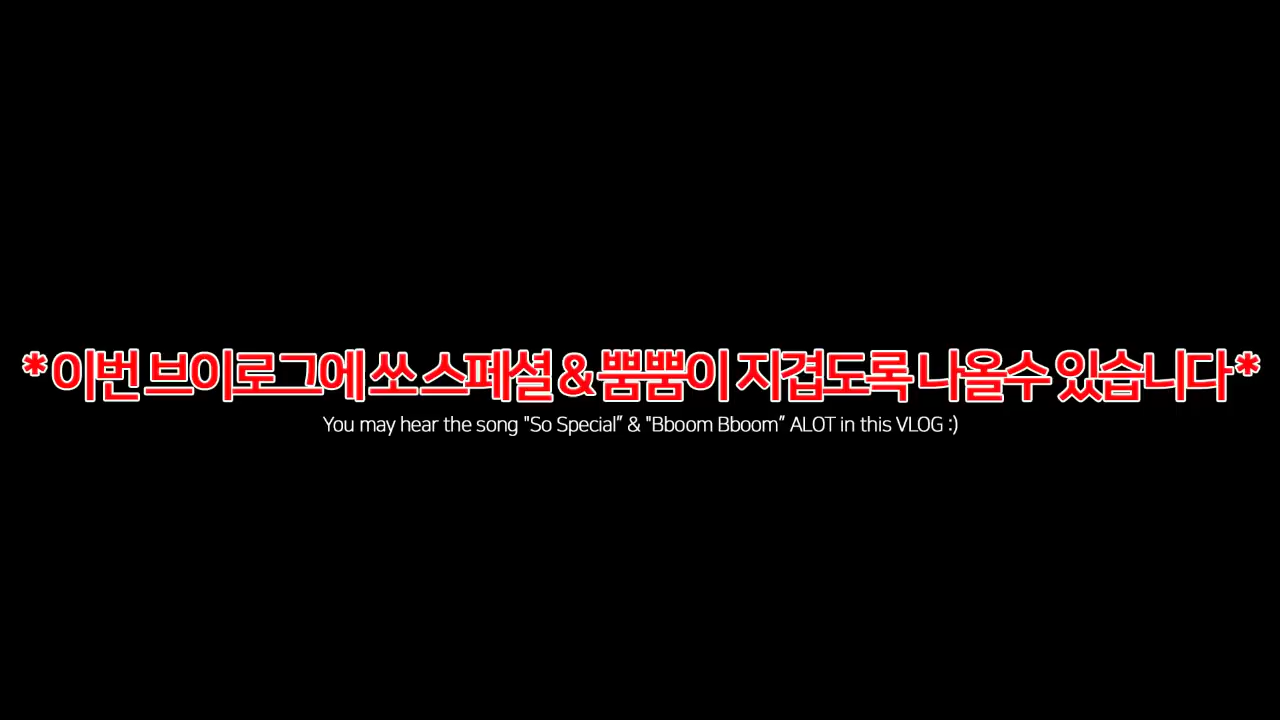 * 이번 브이로그에 쏘 스페셜 & 뿜뿜이 지겹도록 나올수 있습니다 *
You may hear the song "So Special” & "Bboom Bboom” ALOT in this VLOG :)